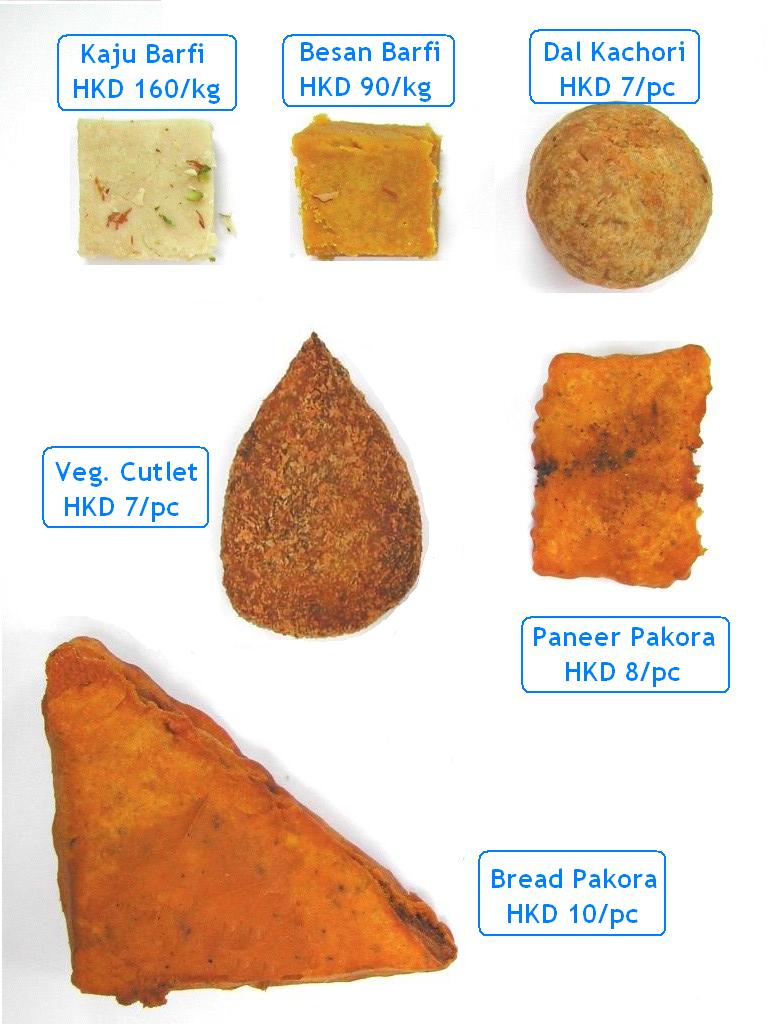 Kaju Barfi
HKD 160/kg
Besan Barfi
HKD 90/kg
Dal Kachori
HKD 7/pc
Veg. Cutlet
HKD 7/pc
Paneer Pakora
HKD 8/pc
Bread Pakora
HKD 10/pc